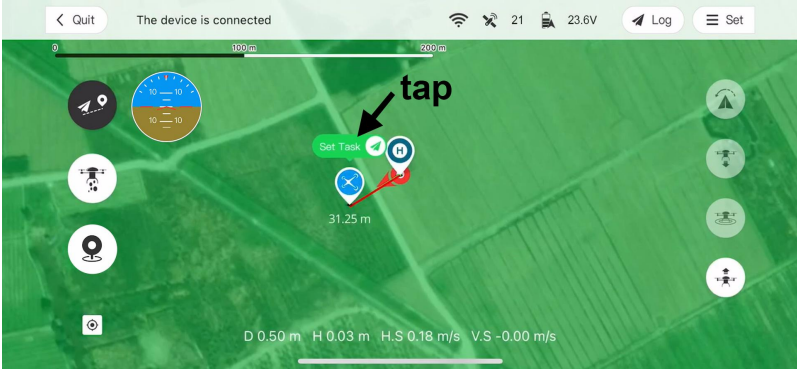 Quit
The device is connected
21
23.6V
Log
Set
0
100 m
200 m
tap
10 10
10 10
Set Task
H
31.25 m
D 0.50 m H 0.03 m H.S 0.18 m/s V.S -0.00 m/s